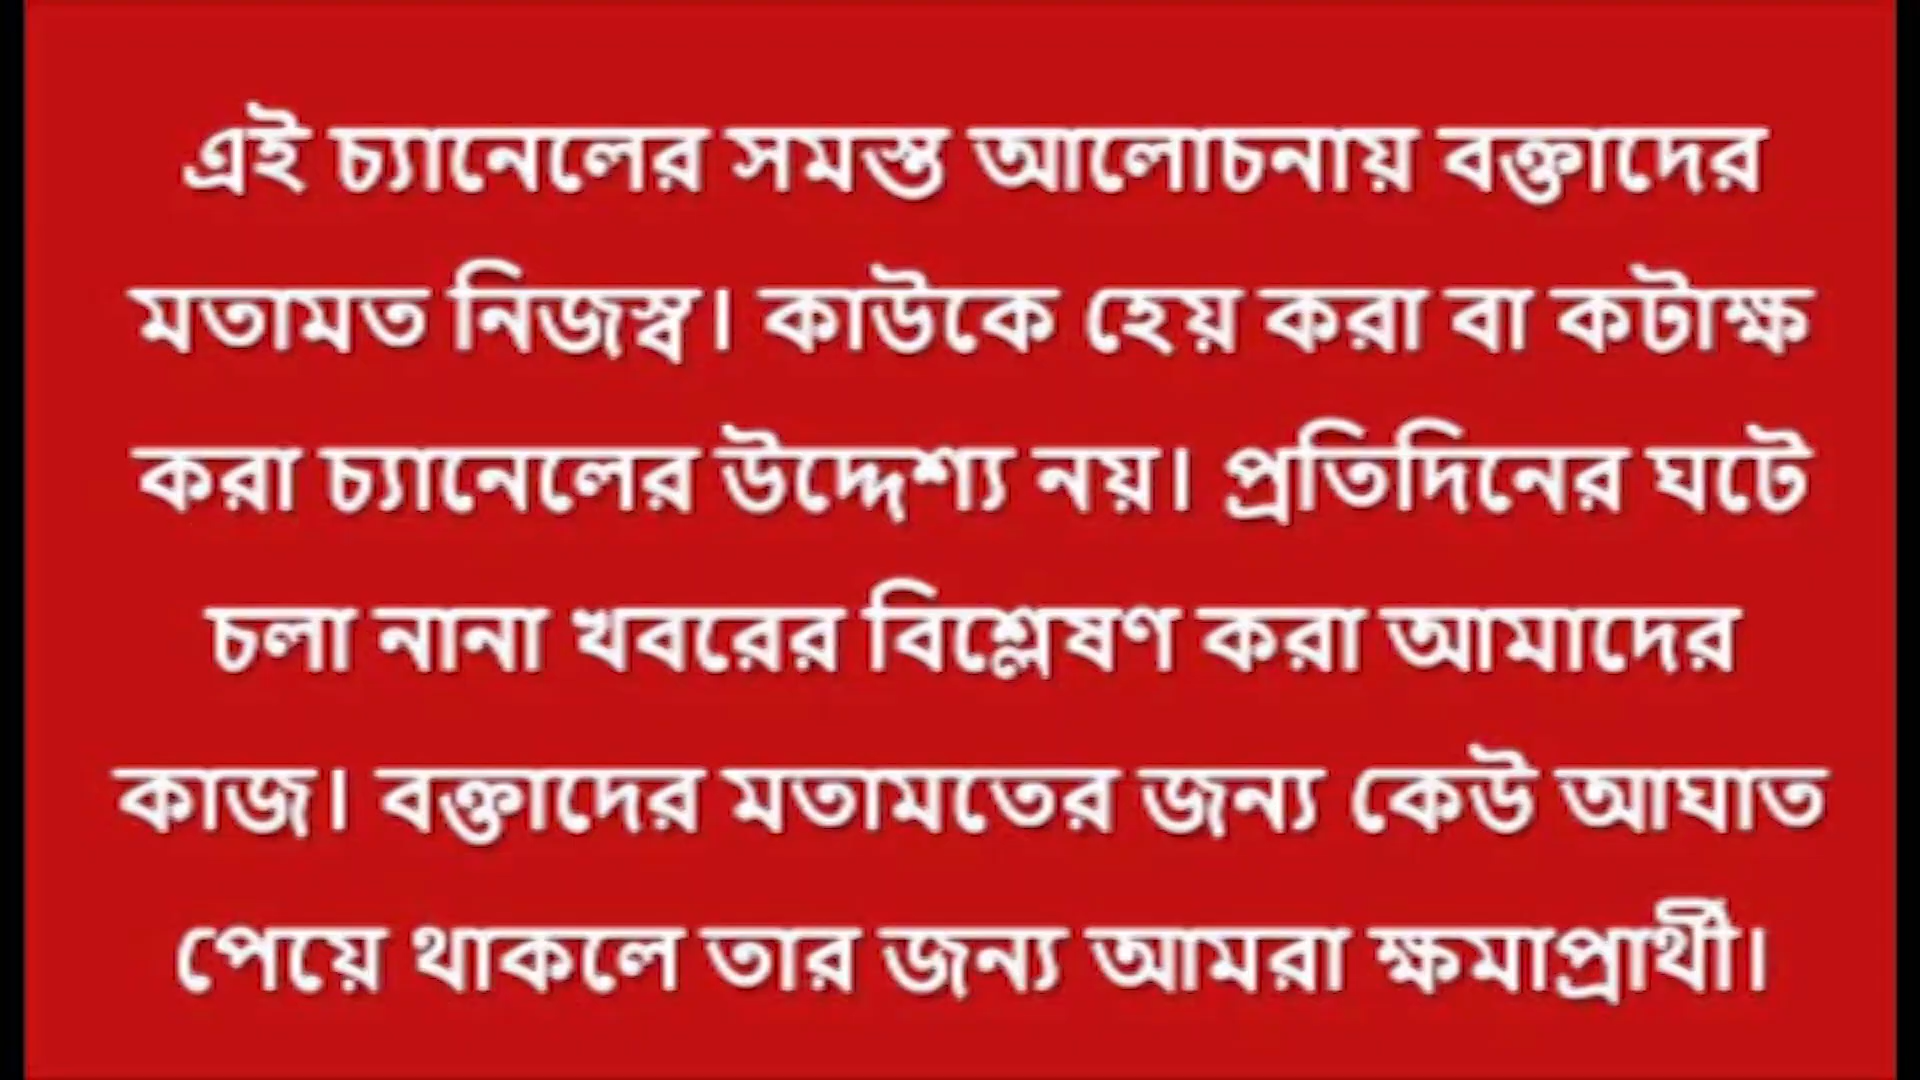 এই চ্যানেলের সমস্ত আলোচনায় বক্তাদের
মতামত নিজস্ব। কাউকে হেয় করা বা কটাক্ষ
করা চ্যানেলের উদ্দেশ্য নয়। প্রতিদিনের ঘটে
চলা নানা খবরের বিশ্লেষণ করা আমাদের
কাজ। বক্তাদের মতামতের জন্য কেউ আঘাত
পেয়ে থাকলে তার জন্য আমরা ক্ষমাপ্রার্থী।